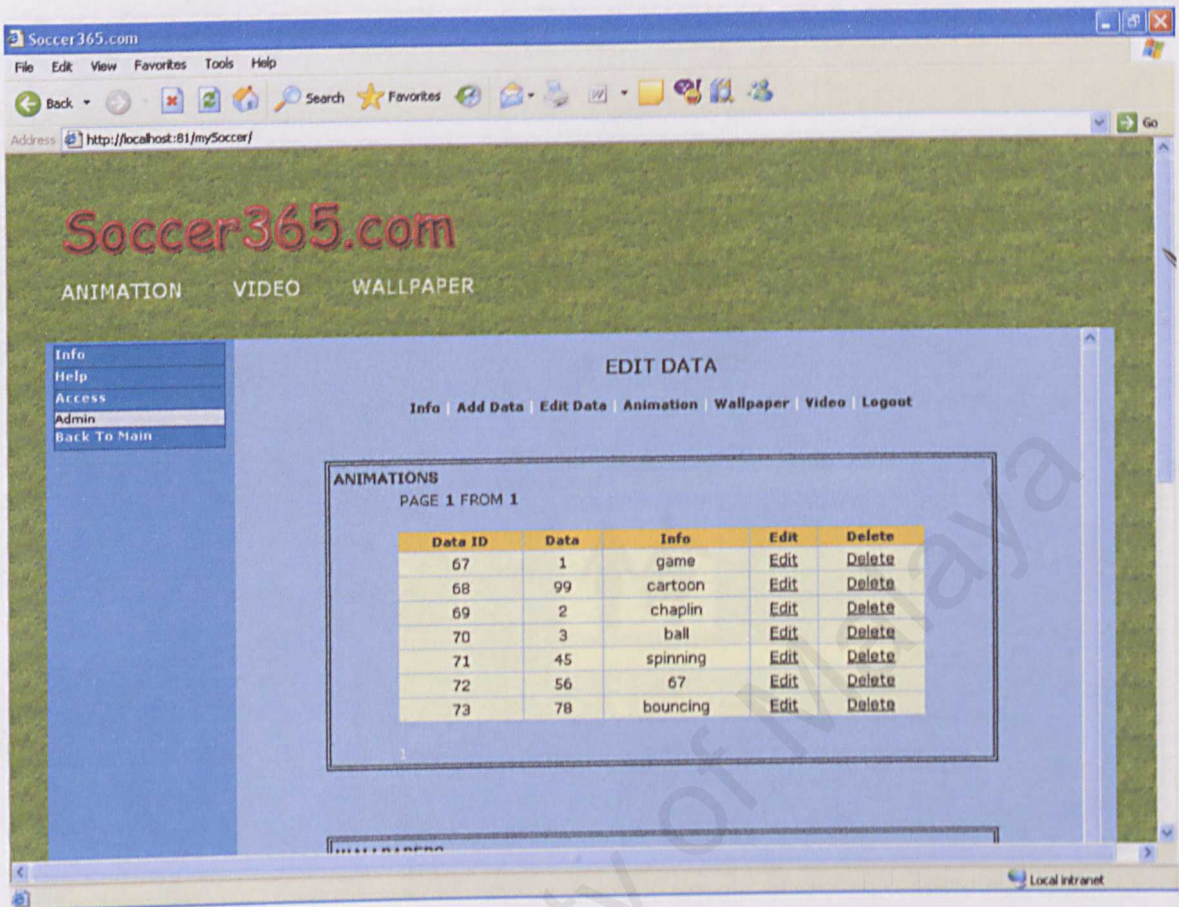 Soccer365.com
File Edit View Favorites Tools Help
Back Search Favorites
Address http://localhost:81/mySoccer/ Go
Soccer365.com
ANIMATION VIDEO WALLPAPER
Info
Help
Access
Admin
Back To Main
EDIT DATA
Info | Add Data | Edit Data | Animation | Wallpaper | Video | Logout
ANIMATIONS
PAGE 1 FROM 1
Data ID Data Info Edit Delete
67 1 game Edit Delete
68 99 cartoon Edit Delete
69 2 chaplin Edit Delete
70 3 ball Edit Delete
71 45 spinning Edit Delete
72 56 67 Edit Delete
73 78 bouncing Edit Delete
1
Local intranet
of Malaya